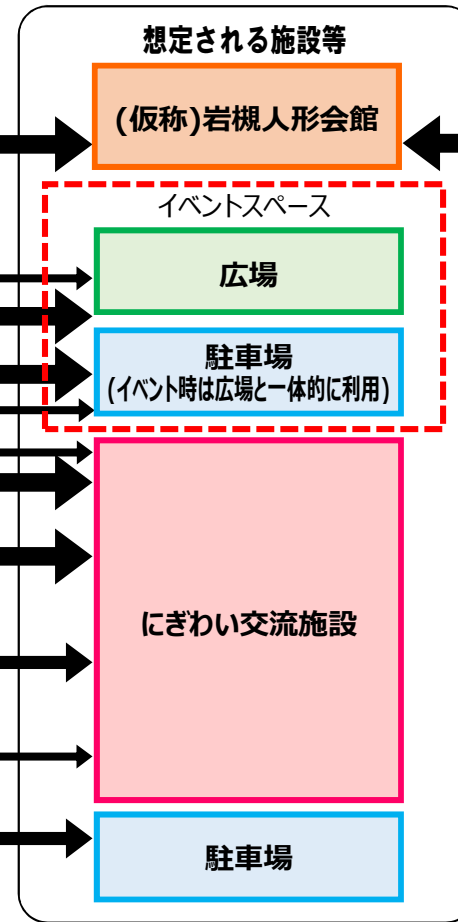 想定される施設等
(仮称)岩槻人形会館
イベントスペース
広場
駐車場
(イベント時は広場と一体的に利用)
にぎわい交流施設
駐車場